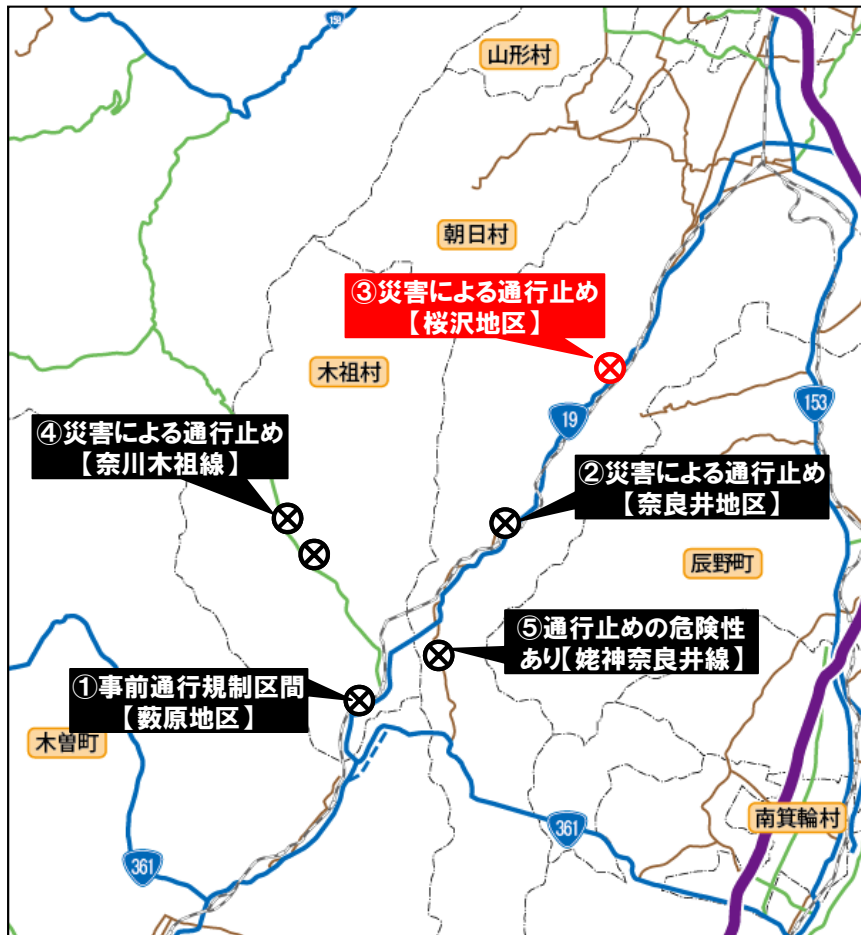 158
山形村
朝日村
③災害による通行止め
【桜沢地区】
木祖村
19
153
④災害による通行止め
【奈川木祖線】
②災害による通行止め
【奈良井地区】
辰野町
⑤通行止めの危険性
あり【姥神奈良井線】
①事前通行規制区間
【薮原地区】
木曽町
南箕輪村
361
361